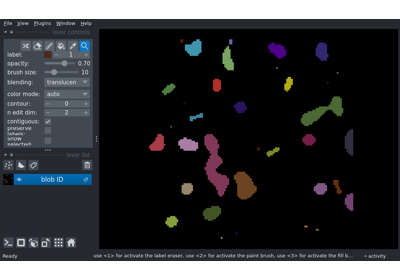 File View Plugins Window Help
layer controls
label: 1
opacity: 0.70
brush size: 10
blending: translucen
color mode: auto
contour: 0
n edit dim: 2
contiguous:
preserve
labels:
show
selected:
layer list
blob ID
Ready
use <1> for activate the label eraser, use <2> for activate the paint brush, use <3> for activate the fill b...
activity